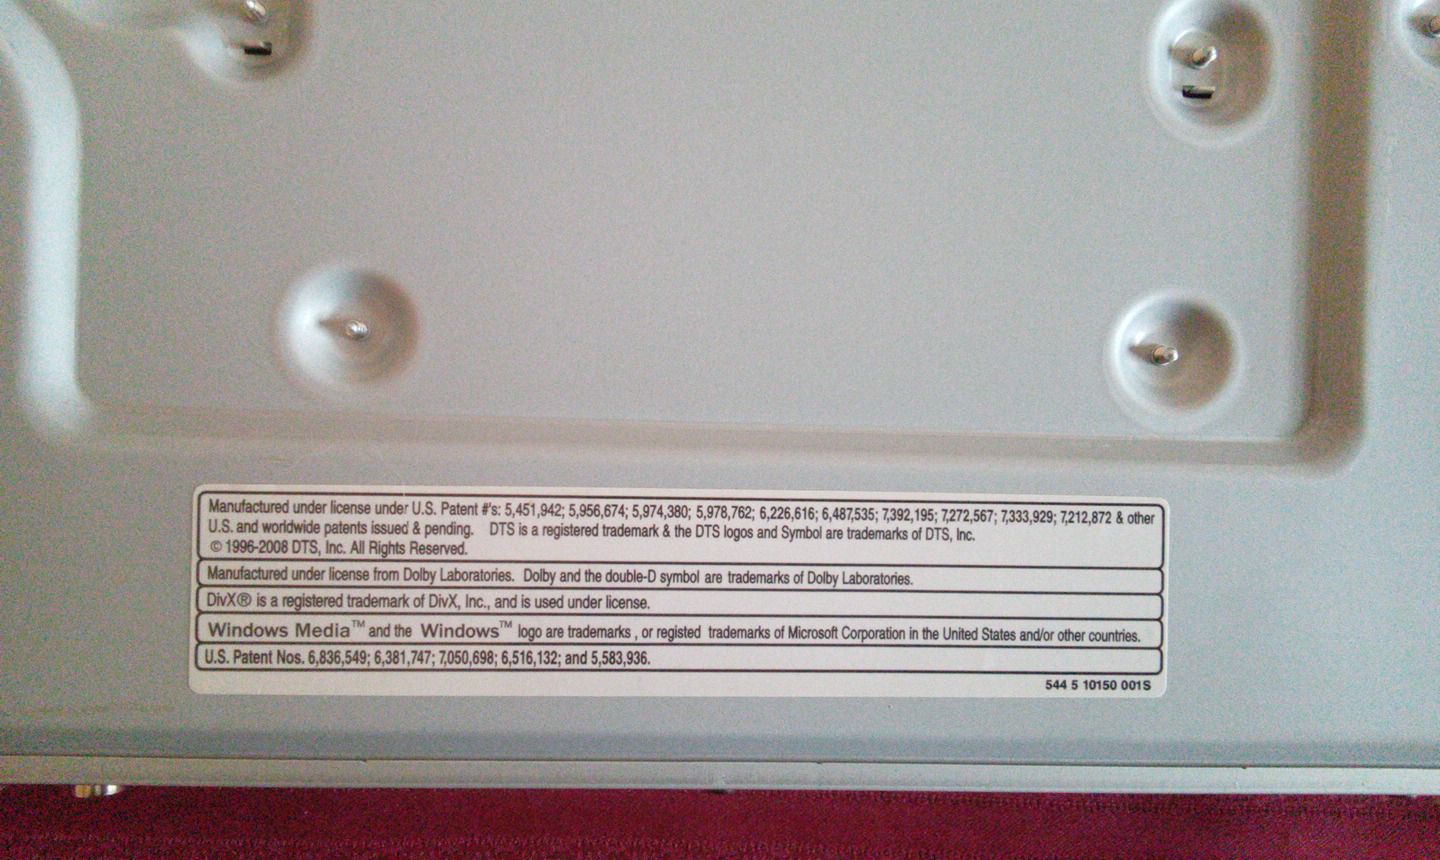 Manufactured under license under U.S. Patent #'s: 5,451,942; 5,956,674; 5,974,380; 5,978,762; 6,226,616; 6,487,535; 7,392,195; 7,272,567; 7,333,929; 7,212,872 & other
U.S. and worldwide patents issued & pending. DTS is a registered trademark & the DTS logos and Symbol are trademarks of DTS, Inc.
© 1996-2008 DTS, Inc. All Rights Reserved.
Manufactured under license from Dolby Laboratories. Dolby and the double-D symbol are trademarks of Dolby Laboratories.
DivX® is a registered trademark of DivX, Inc., and is used under license.
Windows Media™ and the Windows™ logo are trademarks , or registed trademarks of Microsoft Corporation in the United States and/or other countries.
U.S. Patent Nos. 6,836,549; 6,381,747; 7,050,698; 6,516,132; and 5,583,936.
544 5 10150 001S